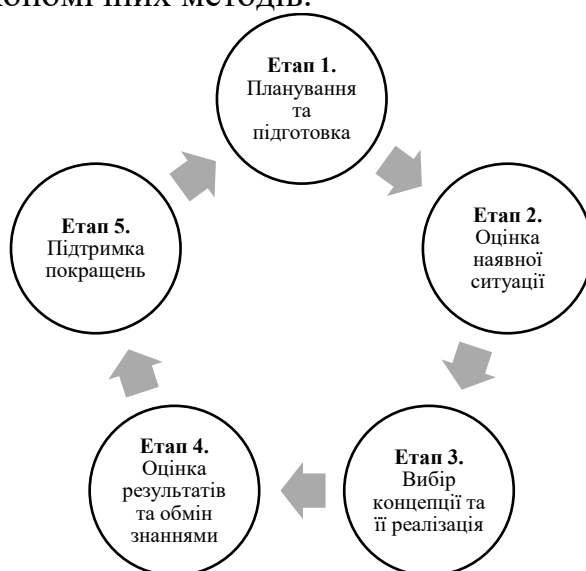 методів.
Етап 1.
Планування
та
підготовка
Етап 2.
Оцінка
наявної
ситуації
Етап 3.
Вибір
концепції та
її реалізація
Етап 4.
Оцінка
результатів
та обмін
знаннями
Етап 5.
Підтримка
покращень